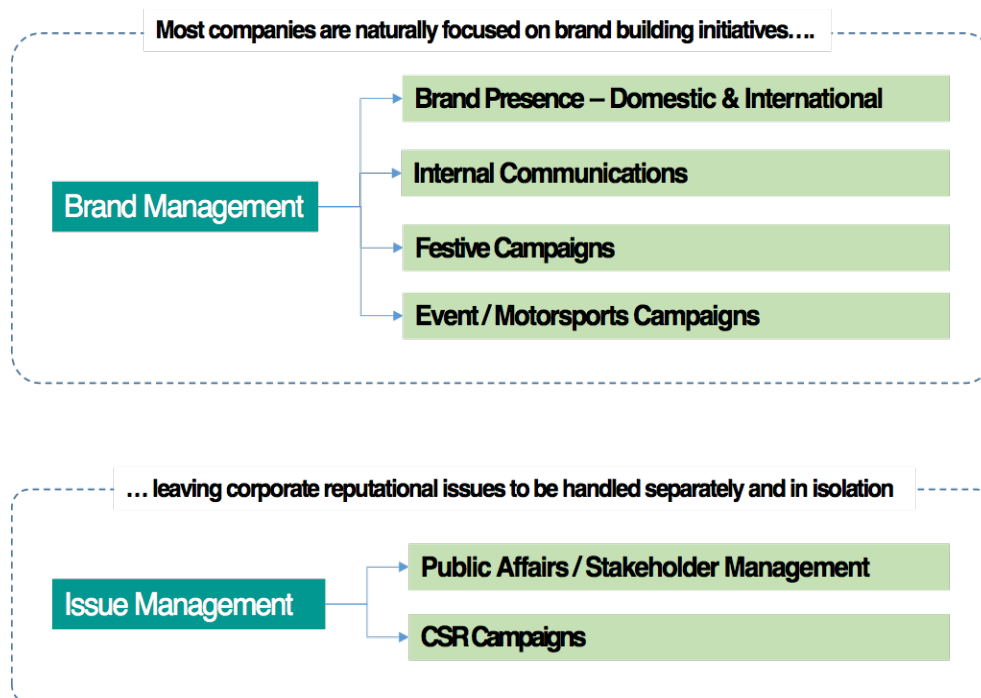 Most companies are naturally focused on brand building initiatives….
Brand Management
Brand Presence – Domestic & International
Internal Communications
Festive Campaigns
Event / Motorsports Campaigns
… leaving corporate reputational issues to be handled separately and in isolation
Issue Management
Public Affairs / Stakeholder Management
CSR Campaigns